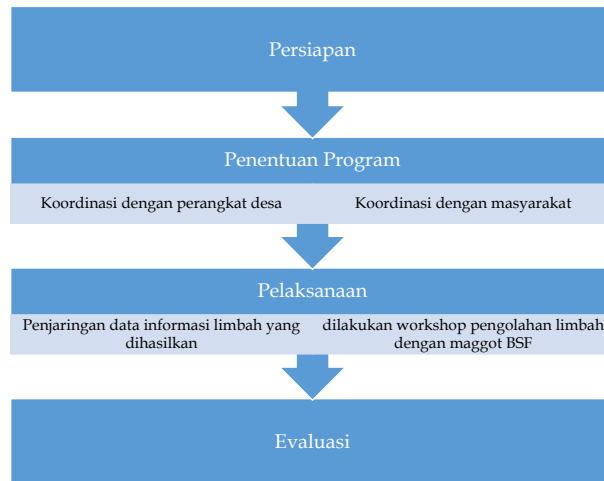 Persiapan
Penentuan Program
Koordinasi dengan perangkat desa
Koordinasi dengan masyarakat
Pelaksanaan
Penjaringan data informasi limbah yang
dihasilkan
dilakukan workshop pengolahan limbah
dengan maggot BSF
Evaluasi